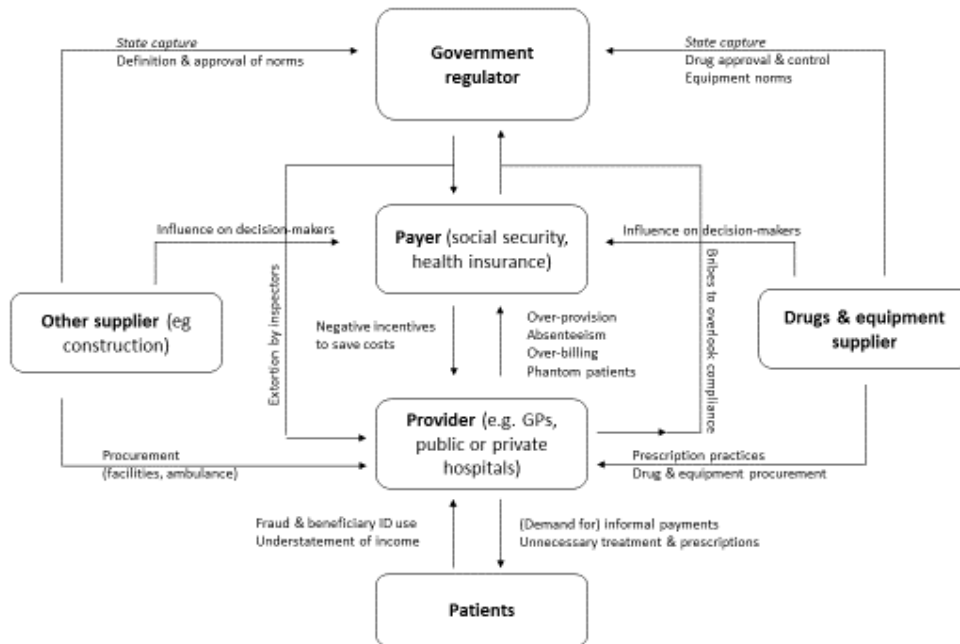 State capture
Definition & approval of norms
Government
regulator
State capture
Drug approval & control
Equipment norms
Influence on decision-makers
Payer (social security,
health insurance)
Influence on decision-makers
Extortion by inspectors
Bribes to overlook compliance
Other supplier (eg
construction)
Negative incentives
to save costs
Over-provision
Absenteeism
Over-billing
Phantom patients
Drugs & equipment
supplier
Provider (e.g. GPs,
public or private
hospitals)
Procurement
(facilities, ambulance)
Prescription practices
Drug & equipment procurement
Fraud & beneficiary ID use
Understatement of income
(Demand for) informal payments
Unnecessary treatment & prescriptions
Patients